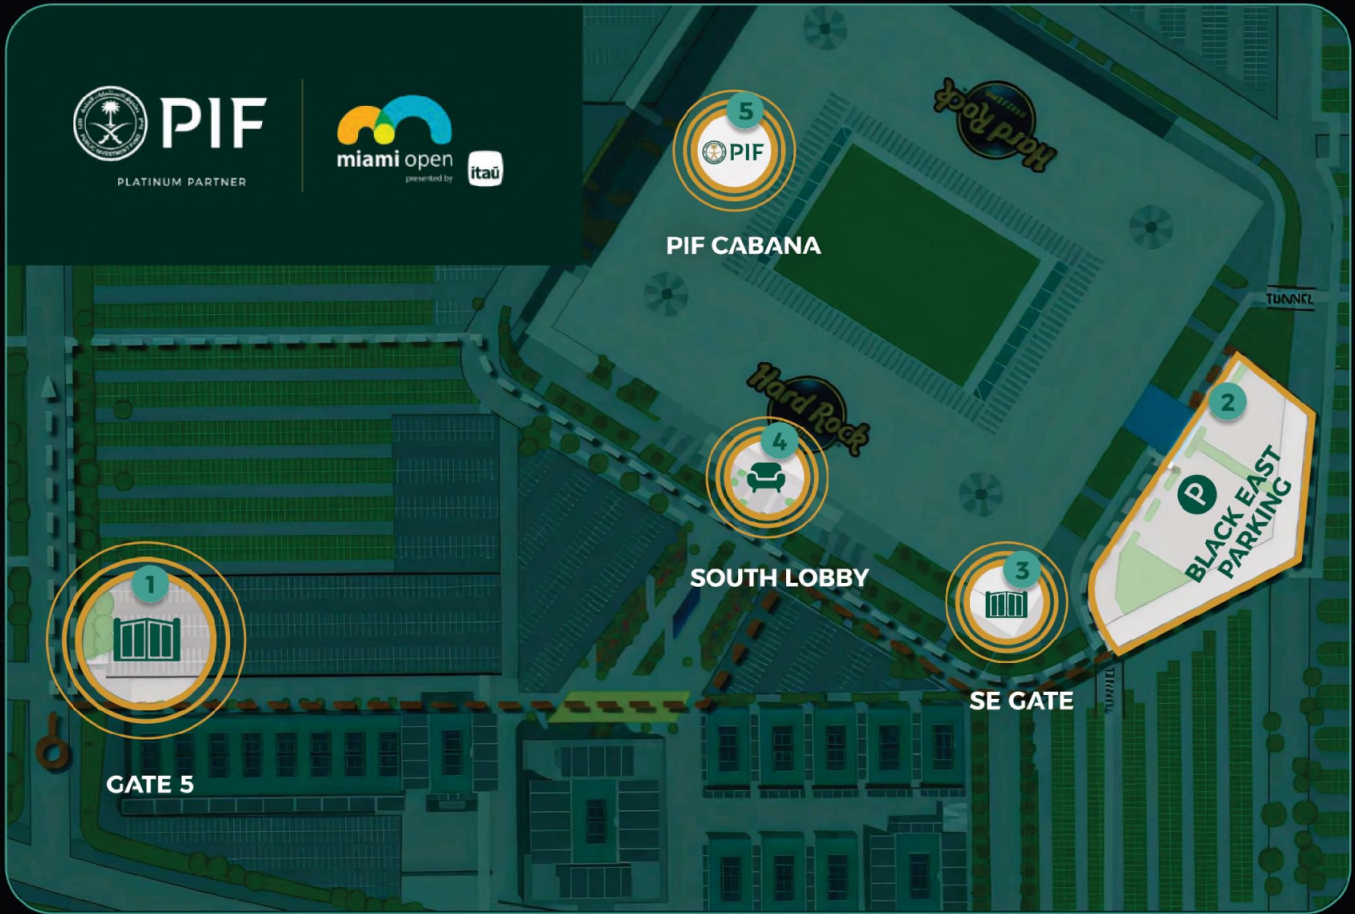 PIF
PLATINUM PARTNER
miami open
presented by
itaú
5
PIF
PIF CABANA
Hard Rock
TUNNEL
2
P
BLACK EAST
PARKING
Hard Rock
4
SOUTH LOBBY
3
SE GATE
TUNNEL
1
GATE 5